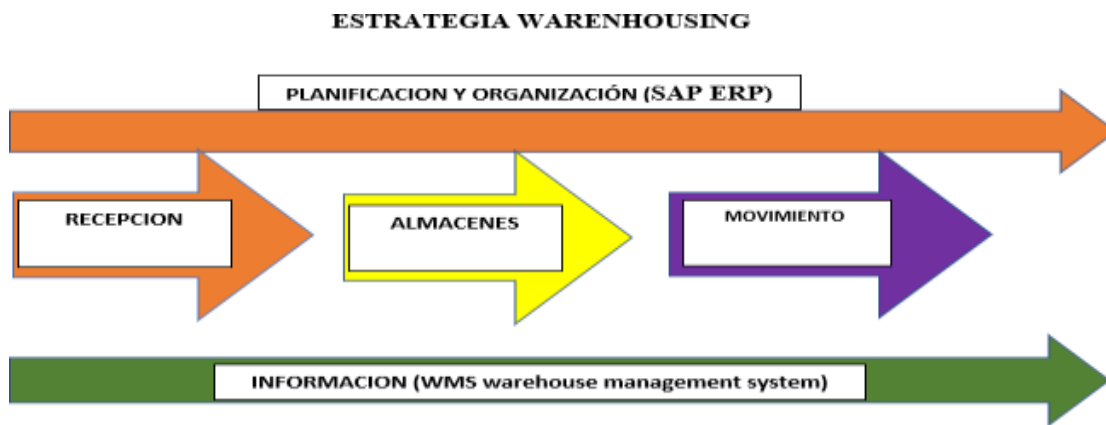 ESTRATEGIA WARENHOUSING
PLANIFICACION Y ORGANIZACIÓN (SAP ERP)
RECEPCION
ALMACENES
MOVIMIENTO
INFORMACION (WMS warehouse management system)